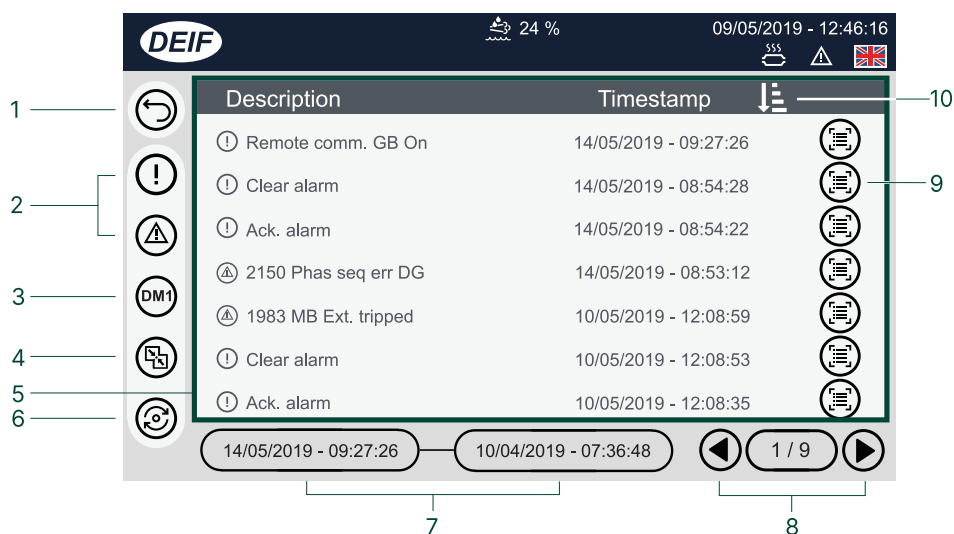 DEIF
24 %
09/05/2019 - 12:46:16
Description Timestamp
Remote comm. GB On 14/05/2019 - 09:27:26
Clear alarm 14/05/2019 - 08:54:28
Ack. alarm 14/05/2019 - 08:54:22
2150 Phas seq err DG 14/05/2019 - 08:53:12
1983 MB Ext. tripped 10/05/2019 - 12:08:59
Clear alarm 10/05/2019 - 12:08:53
Ack. alarm 10/05/2019 - 12:08:35
DM1
14/05/2019 - 09:27:26 10/04/2019 - 07:36:48 1 / 9
1
2
3
4
5
6
7
8
9
10